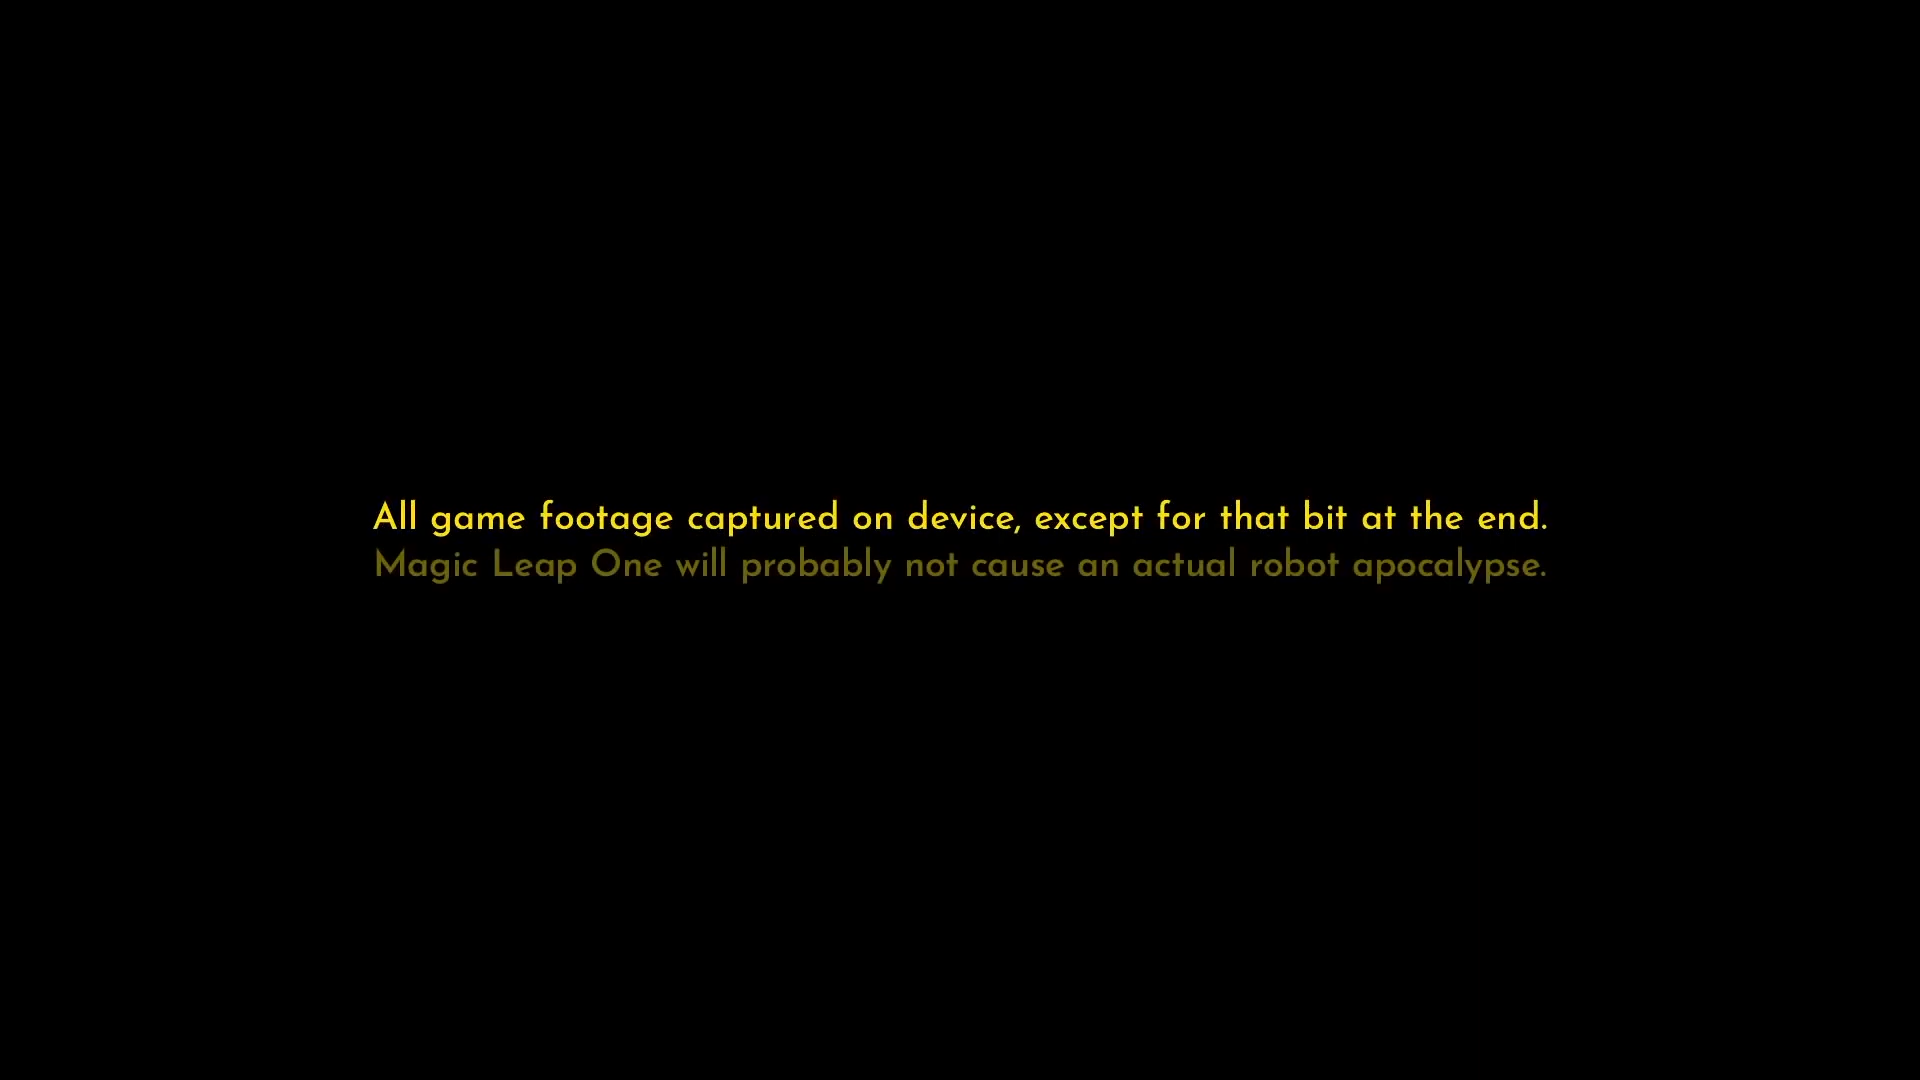 All game footage captured on device, except for that bit at the end.
Magic Leap One will probably not cause an actual robot apocalypse.